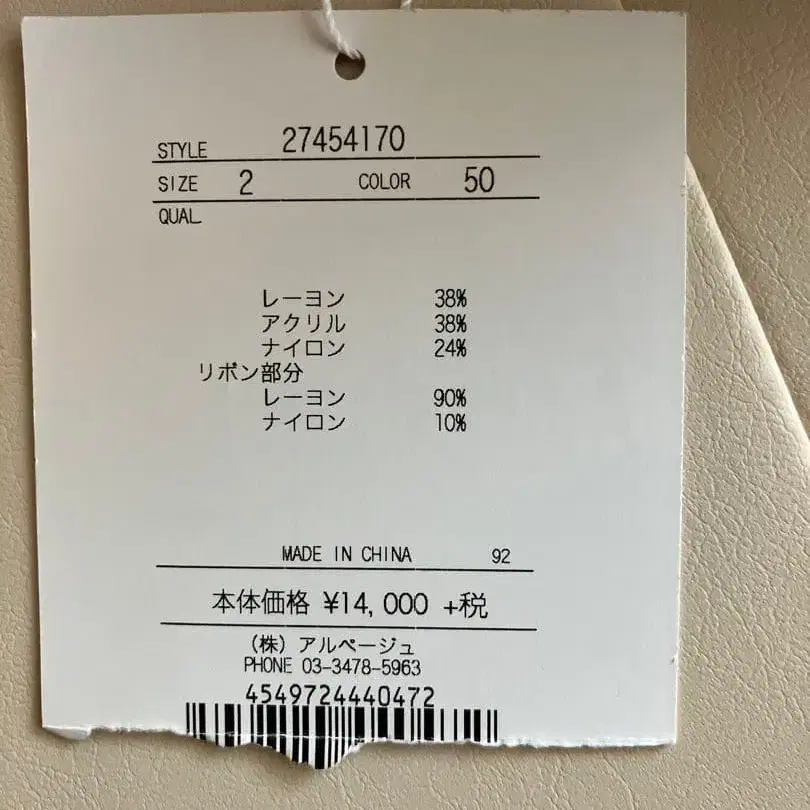 STYLE 27454170
SIZE 2 COLOR 50
QUAL
レーヨン 38%
アクリル 38%
ナイロン 24%
リボン部分
レーヨン 90%
ナイロン 10%
MADE IN CHINA 92
本体価格 ¥14,000 +税
(株) アルページュ
PHONE 03-3478-5963
4549724440472